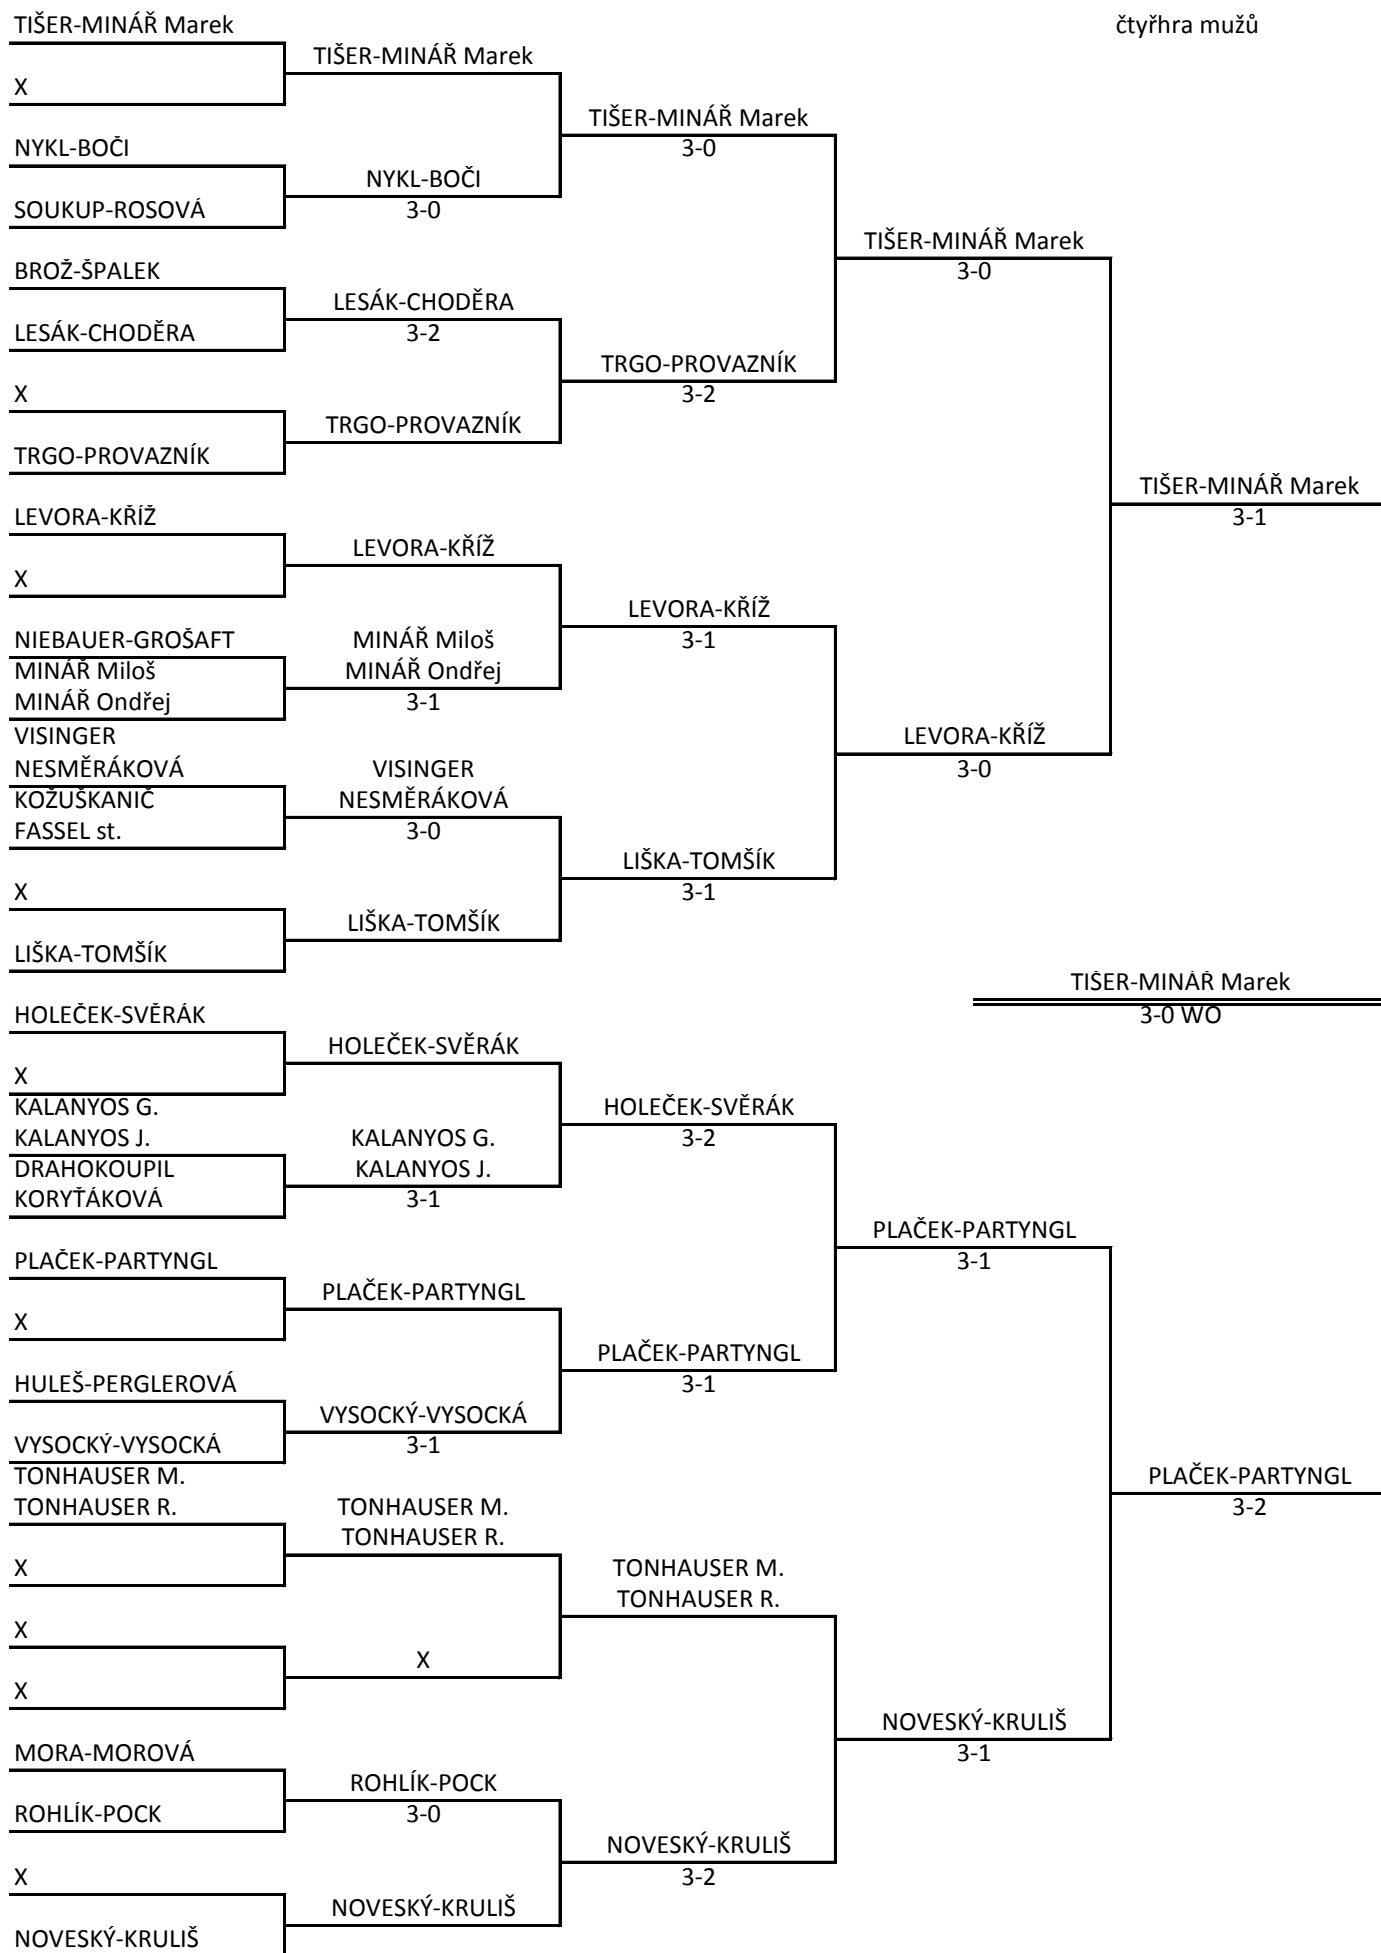 TIŠER-MINÁŘ Marek
čtyřhra mužů
TIŠER-MINÁŘ Marek
X
TIŠER-MINÁŘ Marek
3-0
NYKL-BOČI
NYKL-BOČI
3-0
SOUKUP-ROSOVÁ
TIŠER-MINÁŘ Marek
3-0
BROŽ-ŠPALEK
LESÁK-CHODĚRA
3-2
LESÁK-CHODĚRA
TRGO-PROVAZNÍK
3-2
X
TRGO-PROVAZNÍK
TRGO-PROVAZNÍK
TIŠER-MINÁŘ Marek
3-1
LEVORA-KŘÍŽ
LEVORA-KŘÍŽ
X
LEVORA-KŘÍŽ
3-1
NIEBAUER-GROŠAFT
MINÁŘ Miloš
MINÁŘ Ondřej
MINÁŘ Miloš
MINÁŘ Ondřej
3-1
VISINGER
NESMĚRÁKOVÁ
LEVORA-KŘÍŽ
3-0
VISINGER
NESMĚRÁKOVÁ
3-0
KOŽUŠKANIČ
FASSEL st.
LIŠKA-TOMŠÍK
3-1
X
LIŠKA-TOMŠÍK
LIŠKA-TOMŠÍK
TIŠER-MINÁŘ Marek
3-0 WO
HOLEČEK-SVĚRÁK
HOLEČEK-SVĚRÁK
X
KALANYOS G.
KALANYOS J.
HOLEČEK-SVĚRÁK
3-2
KALANYOS G.
KALANYOS J.
3-1
DRAHOKOUPIL
KORYŤÁKOVÁ
PLAČEK-PARTYNGL
3-1
PLAČEK-PARTYNGL
PLAČEK-PARTYNGL
X
PLAČEK-PARTYNGL
3-1
HULEŠ-PERGLEROVÁ
VYSOCKÝ-VYSOCKÁ
3-1
VYSOCKÝ-VYSOCKÁ
TONHAUSER M.
TONHAUSER R.
PLAČEK-PARTYNGL
3-2
TONHAUSER M.
TONHAUSER R.
X
TONHAUSER M.
TONHAUSER R.
X
X
X
NOVESKÝ-KRULIŠ
3-1
MORA-MOROVÁ
ROHLÍK-POCK
3-0
ROHLÍK-POCK
NOVESKÝ-KRULIŠ
3-2
X
NOVESKÝ-KRULIŠ
NOVESKÝ-KRULIŠ